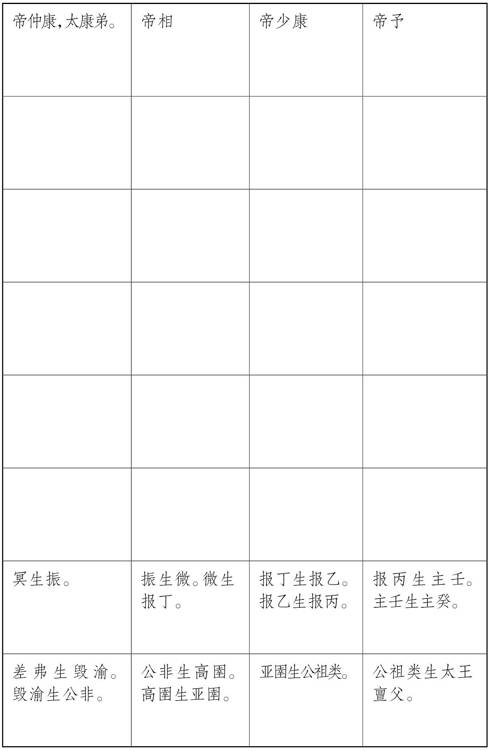 帝仲康，太康弟。
帝相
帝少康
帝予
冥生振。
振生微。微生
报丁。
报丁生报乙。
报乙生报丙。
报丙生主壬。
主壬生主癸。
差弗生毁渝。
毁渝生公非。
公非生高圉。
高圉生亚圉。
亚圉生公祖类。
公祖类生太王
亶父。